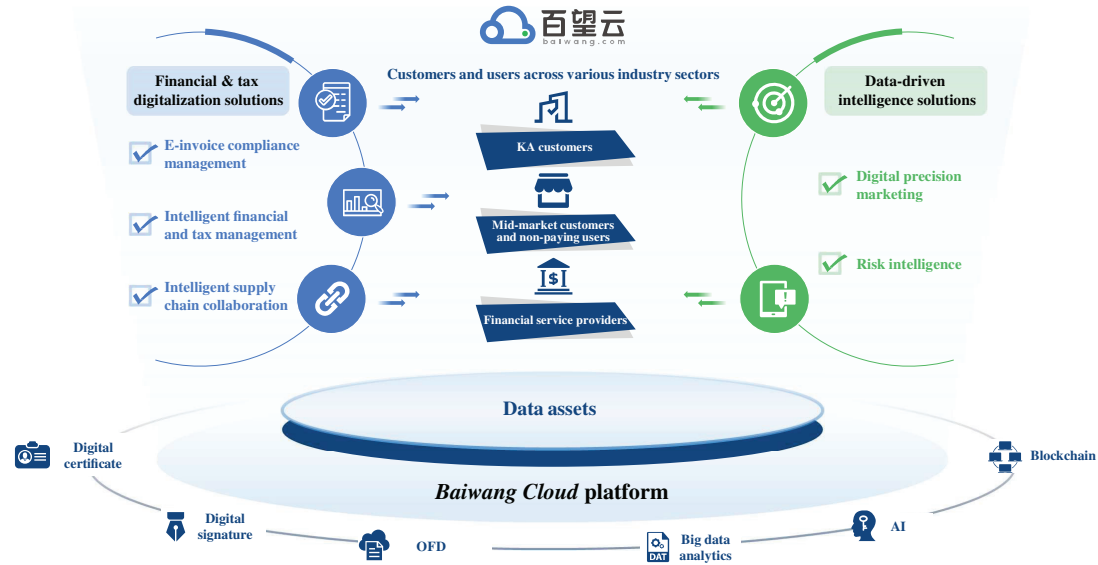 百望云
baiwang.com
Financial & tax
digitalization solutions
Customers and users across various industry sectors
Data-driven
intelligence solutions
E-invoice compliance
management
KA customers
Digital precision
marketing
Intelligent financial
and tax management
Mid-market customers
and non-paying users
Risk intelligence
Intelligent supply
chain collaboration
$
!
Financial service providers
Data assets
Digital
certificate
Blockchain
Baiwang Cloud platform
Digital
signature
OFD
DAT
Big data
analytics
AI